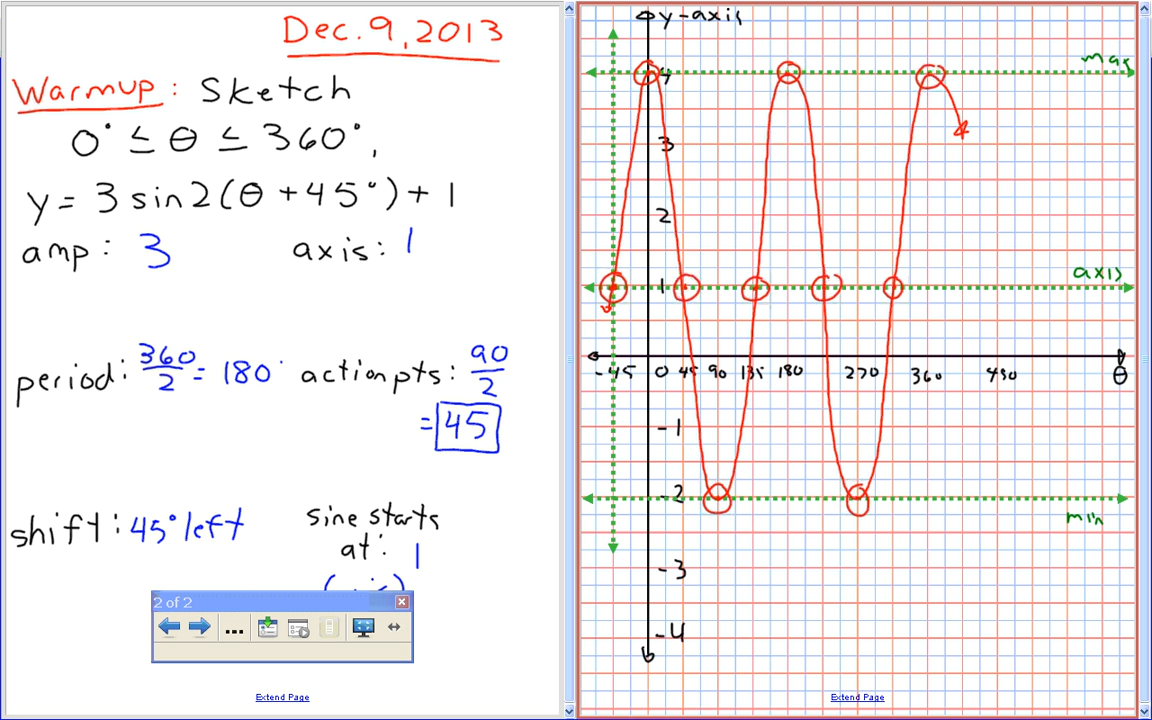 Dec. 9, 2013
Warmup: Sketch
0° ≤ θ ≤ 360°,
y = 3 sin 2(θ + 45°) + 1
amp: 3 axis: 1
period: 360/2 = 180° action pts: 90/2
= 45
shift: 45° left
sine starts
at: 1
2 of 2
...
Extend Page
y-axis
max
4
3
2
axis
1
-45 0 45 90 135 180 270 360 450 θ
-1
-2
min
-3
-4
Extend Page